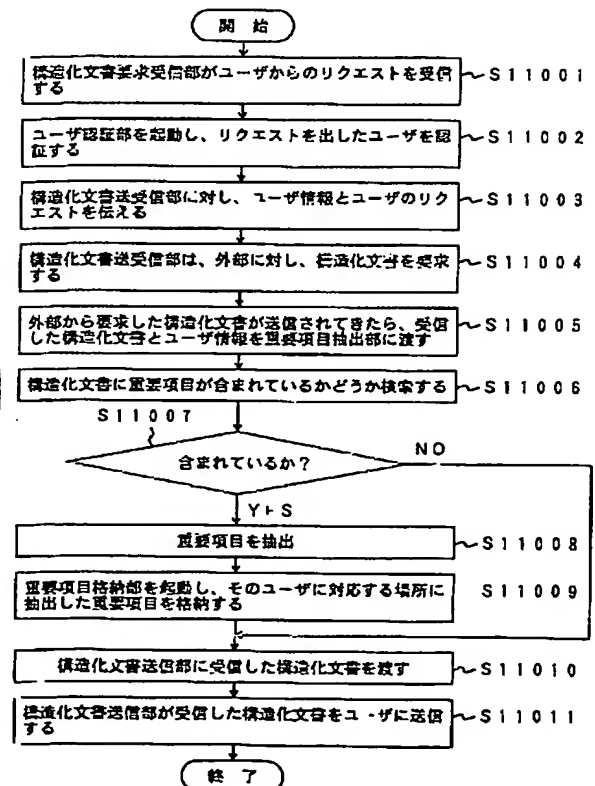 開 始
構造化文書要求受信部がユーザからのリクエストを受信
する
S11001
ユーザ認証部を起動し、リクエストを出したユーザを認
証する
S11002
構造化文書送受信部に対し、ユーザ情報とユーザのリク
エストを伝える
S11003
構造化文書送受信部は、外部に対し、構造化文書を要求
する
S11004
外部から要求した構造化文書が送信されてきたら、受信
した構造化文書とユーザ情報を重要項目抽出部に渡す
S11005
構造化文書に重要項目が含まれているかどうか検索する
S11006
S11007
含まれているか?
NO
YES
重要項目を抽出
S11008
重要項目格納部を起動し、そのユーザに対応する場所に
抽出した重要項目を格納する
S11009
構造化文書送信部に受信した構造化文書を渡す
S11010
構造化文書送信部が受信した構造化文書をユーザに送信
する
S11011
終 了